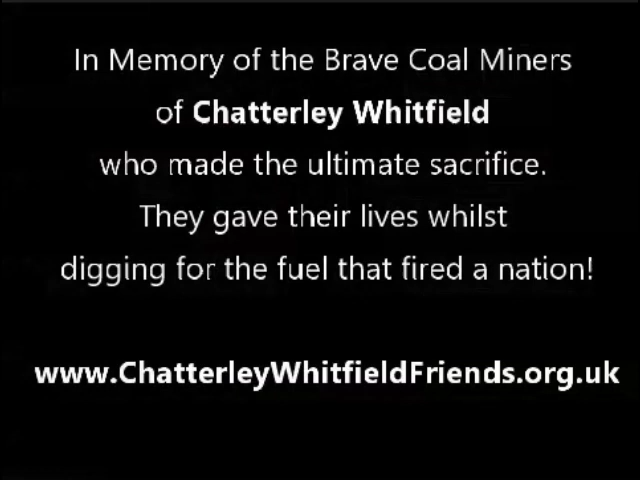 In Memory of the Brave Coal Miners
of Chatterley Whitfield
who made the ultimate sacrifice.
They gave their lives whilst
digging for the fuel that fired a nation!
www.ChatterleyWhitfieldFriends.org.uk